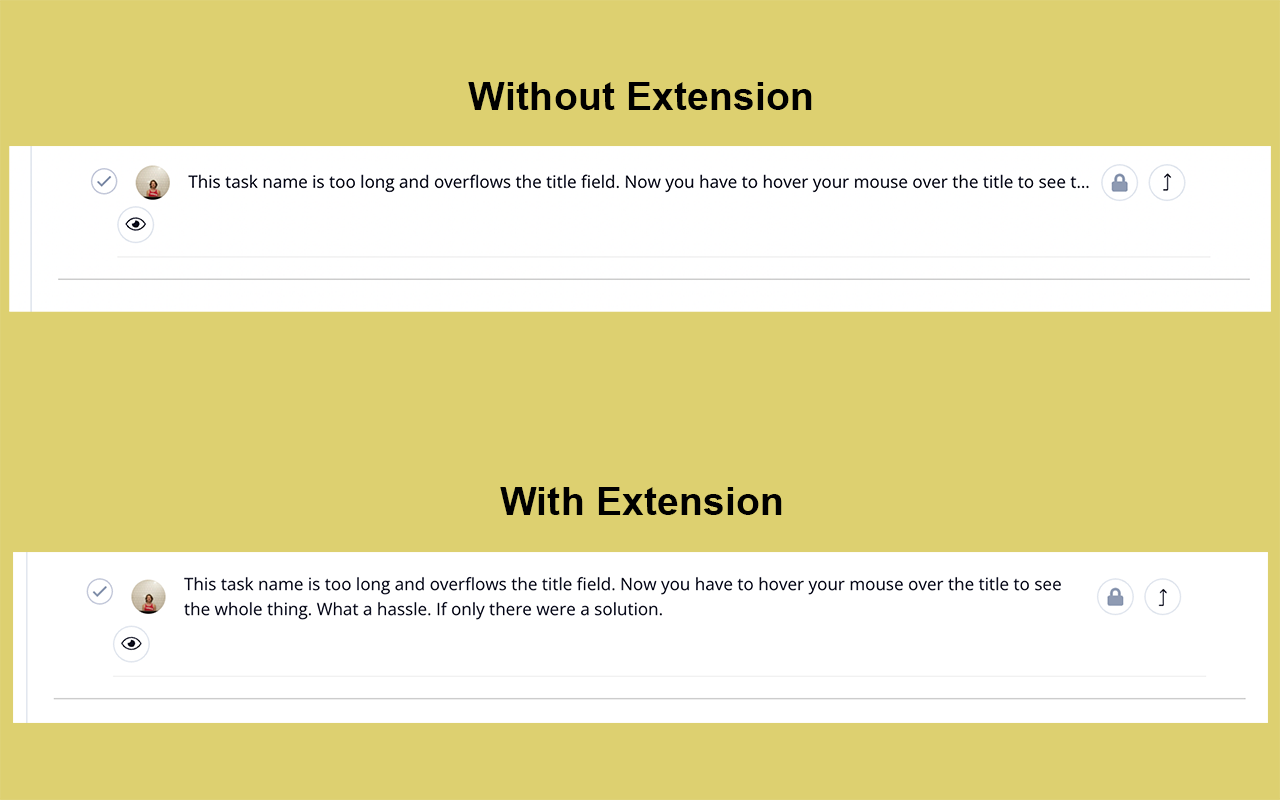 Without Extension
This task name is too long and overflows the title field. Now you have to hover your mouse over the title to see t...
With Extension
This task name is too long and overflows the title field. Now you have to hover your mouse over the title to see
the whole thing. What a hassle. If only there were a solution.